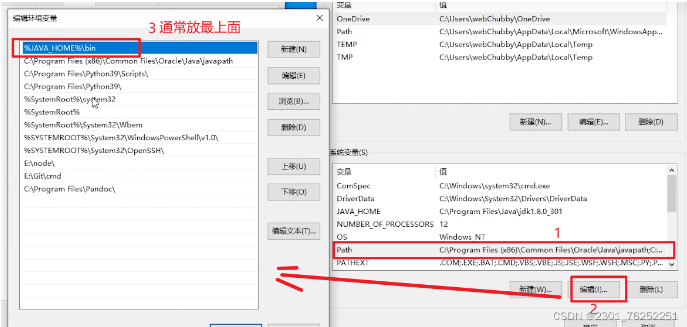 编辑环境变量
3 通常放最上面
%JAVA_HOME%\bin
C:\Program Files (x86)\Common Files\Oracle\Java\javapath
C:\Program Files\Python39\Scripts\
C:\Program Files\Python39\
%SystemRoot%\system32
%SystemRoot%
%SystemRoot%\System32\Wbem
%SYSTEMROOT%\System32\WindowsPowerShell\v1.0\
%SYSTEMROOT%\System32\OpenSSH\
E:\node\
E:\Git\cmd
C:\Program Files\Pandoc\
新建(N)
编辑(E)
浏览(B)...
删除(D)
上移(U)
下移(O)
编辑文本(T)...
变量 值
OneDrive C:\Users\webChubby\OneDrive
Path C:\Users\webChubby\AppData\Local\Microsoft\WindowsApp...
TEMP C:\Users\webChubby\AppData\Local\Temp
TMP C:\Users\webChubby\AppData\Local\Temp
新建(N)... 编辑(E)... 删除(D)
系统变量(S)
变量 值
ComSpec C:\Windows\system32\cmd.exe
DriverData C:\Windows\System32\Drivers\DriverData
JAVA_HOME C:\Program Files\Java\jdk1.8.0_301
NUMBER_OF_PROCESSORS 12
OS Windows_NT
1
Path C:\Program Files (x86)\Common Files\Oracle\Java\javapath;C...
PATHEXT .COM;.EXE;.BAT;.CMD;.VBS;.VBE;.JS;.JSE;.WSF;.WSH;.MSC;.PY;.P...
新建(W)... 编辑(I)... 删除(L)
2
CSDN @2301_76252251